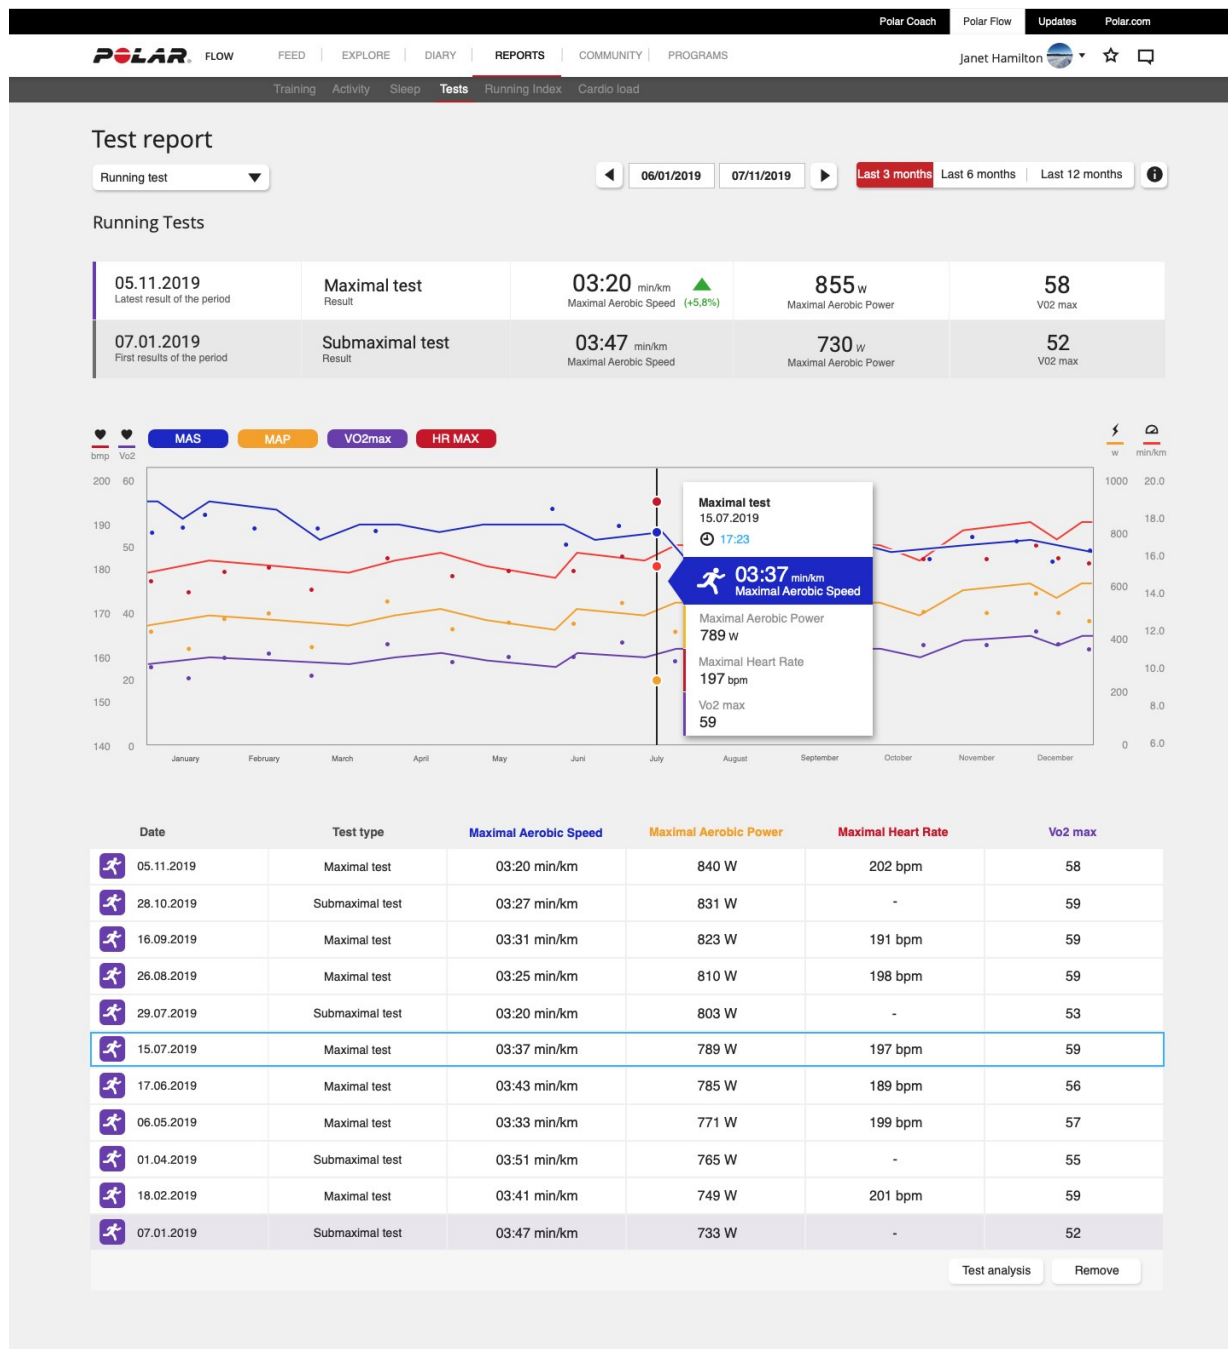 Polar Coach Polar Flow Updates Polar.com
POLAR. FLOW FEED EXPLORE DIARY REPORTS COMMUNITY PROGRAMS Janet Hamilton
Training Activity Sleep Tests Running Index Cardio load
Test report
Running test 06/01/2019 07/11/2019 Last 3 months Last 6 months Last 12 months
Running Tests
05.11.2019 Maximal test 03:20 min/km 855 w 58
Latest result of the period Result Maximal Aerobic Speed (+5,8%) Maximal Aerobic Power V02 max
07.01.2019 Submaximal test 03:47 min/km 730 w 52
First results of the period Result Maximal Aerobic Speed Maximal Aerobic Power V02 max
MAS MAP VO2max HR MAX
bmp Vo2 w min/km
200 60 1000 20.0
190 18.0
800
50 16.0
180
600 14.0
170 40
400 12.0
160 10.0
20
200
150 8.0
140 0 0 6.0
Maximal test
15.07.2019
17:23
03:37 min/km
Maximal Aerobic Speed
Maximal Aerobic Power
789 w
Maximal Heart Rate
197 bpm
Vo2 max
59
January February March April May Juni July August September October November December
Date Test type Maximal Aerobic Speed Maximal Aerobic Power Maximal Heart Rate Vo2 max
05.11.2019 Maximal test 03:20 min/km 840 W 202 bpm 58
28.10.2019 Submaximal test 03:27 min/km 831 W - 59
16.09.2019 Maximal test 03:31 min/km 823 W 191 bpm 59
26.08.2019 Maximal test 03:25 min/km 810 W 198 bpm 59
29.07.2019 Submaximal test 03:20 min/km 803 W - 53
15.07.2019 Maximal test 03:37 min/km 789 W 197 bpm 59
17.06.2019 Maximal test 03:43 min/km 785 W 189 bpm 56
06.05.2019 Maximal test 03:33 min/km 771 W 199 bpm 57
01.04.2019 Submaximal test 03:51 min/km 765 W - 55
18.02.2019 Maximal test 03:41 min/km 749 W 201 bpm 59
07.01.2019 Submaximal test 03:47 min/km 733 W - 52
Test analysis Remove